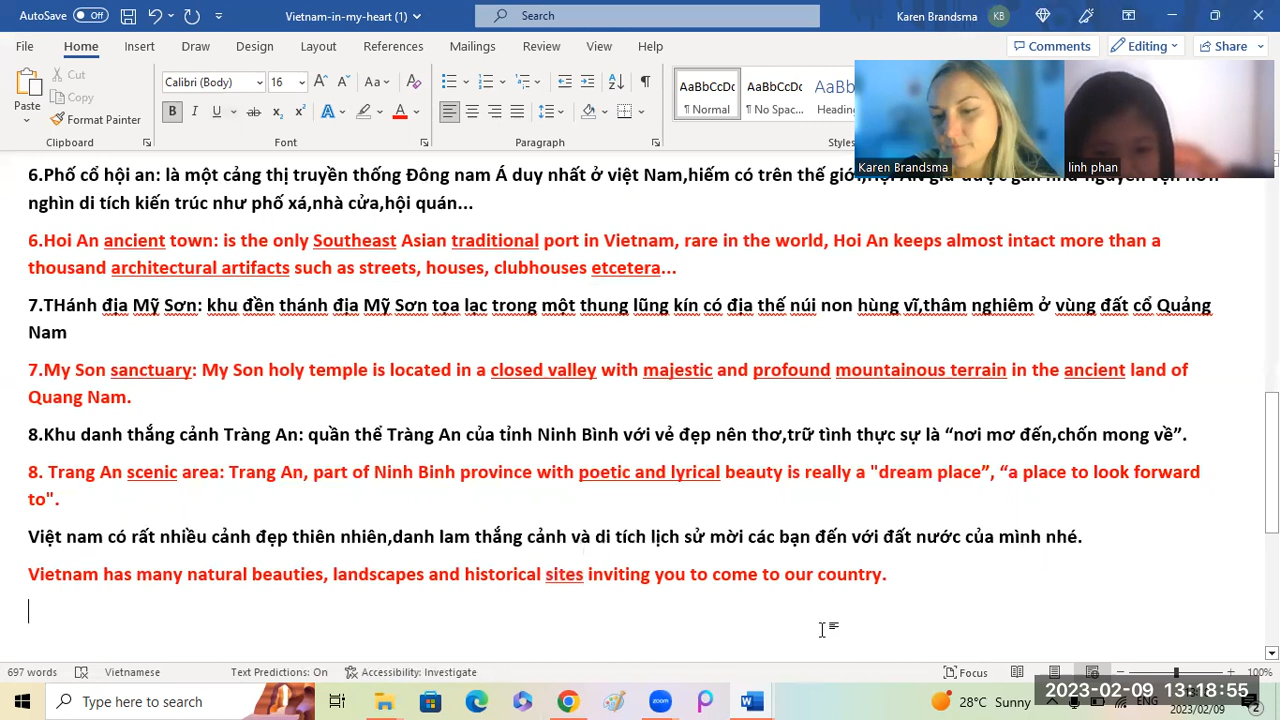 AutoSave Off Vietnam-in-my-heart (1) Search Karen Brandsma KB
File Home Insert Draw Design Layout References Mailings Review View Help Comments Editing Share
Paste Cut Calibri (Body) 16 AaBbCcDc AaBbCcDc
Copy Normal No Spac... Heading
Format Painter
Clipboard Font Paragraph Styles
Karen Brandsma linh phan
6.Phố cổ hội an: là một cảng thị truyền thống Đông nam Á duy nhất ở việt Nam,hiếm có trên thế giới,Hội
nghìn di tích kiến trúc như phố xá,nhà cửa,hội quán...
6.Hoi An ancient town: is the only Southeast Asian traditional port in Vietnam, rare in the world, Hoi An keeps almost intact more than a
thousand architectural artifacts such as streets, houses, clubhouses etcetera...
7.THánh địa Mỹ Sơn: khu đền thánh địa Mỹ Sơn tọa lạc trong một thung lũng kín có địa thế núi non hùng vĩ,thâm nghiêm ở vùng đất cổ Quảng
Nam
7.My Son sanctuary: My Son holy temple is located in a closed valley with majestic and profound mountainous terrain in the ancient land of
Quang Nam.
8.Khu danh thắng cảnh Tràng An: quần thể Tràng An của tỉnh Ninh Bình với vẻ đẹp nên thơ,trữ tình thực sự là “nơi mơ đến,chốn mong về”.
8. Trang An scenic area: Trang An, part of Ninh Binh province with poetic and lyrical beauty is really a "dream place”, “a place to look forward
to".
Việt nam có rất nhiều cảnh đẹp thiên nhiên,danh lam thắng cảnh và di tích lịch sử mời các bạn đến với đất nước của mình nhé.
Vietnam has many natural beauties, landscapes and historical sites inviting you to come to our country.
697 words Vietnamese Text Predictions: On Accessibility: Investigate Focus 100%
Type here to search zoom 28°C Sunny ENG
2023-02-09 13:18:55
2023/02/09 2